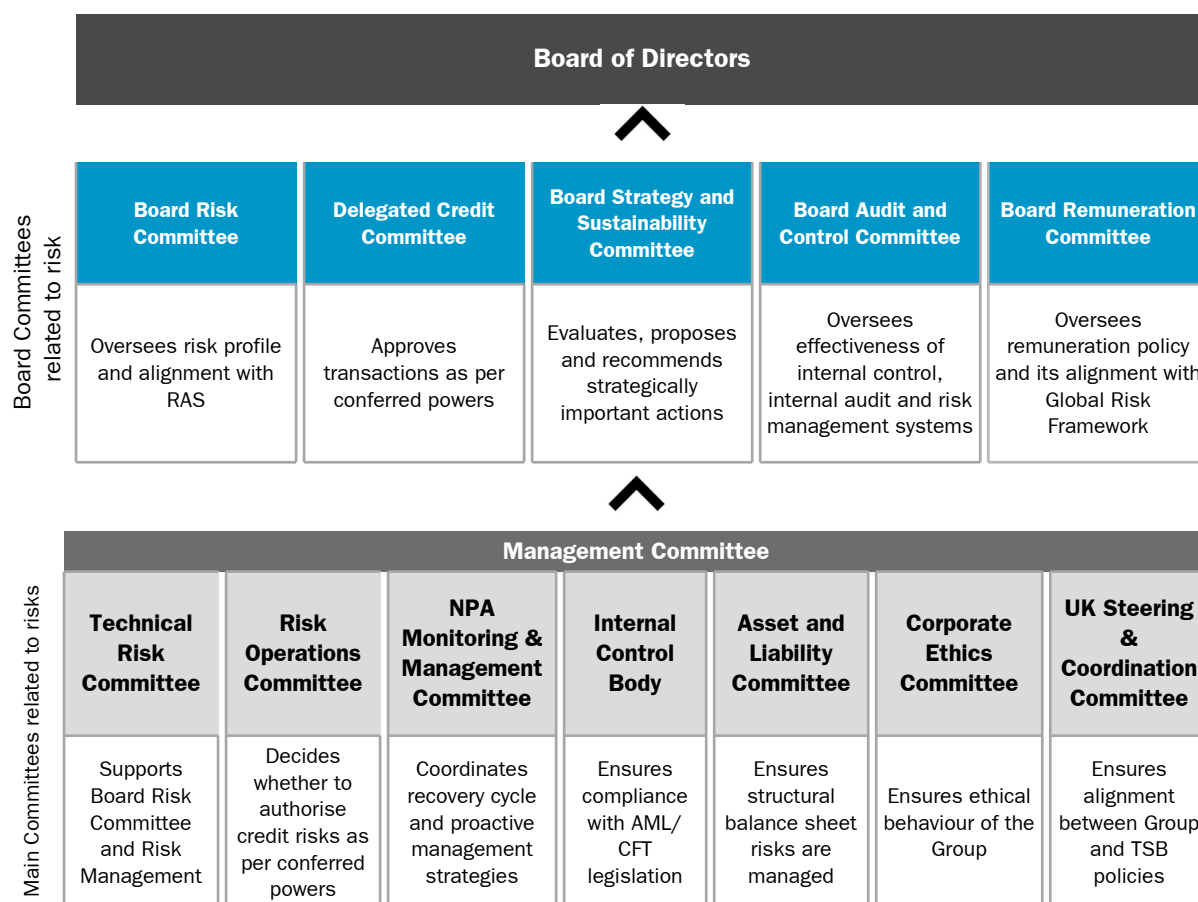 Board of Directors
Board Committees
related to risk
Board Risk
Committee
Oversees risk profile
and alignment with
RAS
Delegated Credit
Committee
Approves
transactions as per
conferred powers
Board Strategy and
Sustainability
Committee
Evaluates, proposes
and recommends
strategically
important actions
Board Audit and
Control Committee
Oversees
effectiveness of
internal control,
internal audit and risk
management systems
Board Remuneration
Committee
Oversees
remuneration policy
and its alignment with
Global Risk
Framework
Management Committee
Main Committees related to risks
Technical
Risk
Committee
Supports
Board Risk
Committee
and Risk
Management
Risk
Operations
Committee
Decides
whether to
authorise
credit risks as
per conferred
powers
NPA
Monitoring &
Management
Committee
Coordinates
recovery cycle
and proactive
management
strategies
Internal
Control
Body
Ensures
compliance
with AML/
CFT
legislation
Asset and
Liability
Committee
Ensures
structural
balance sheet
risks are
managed
Corporate
Ethics
Committee
Ensures ethical
behaviour of the
Group
UK Steering
&
Coordination
Committee
Ensures
alignment
between Group
and TSB
policies